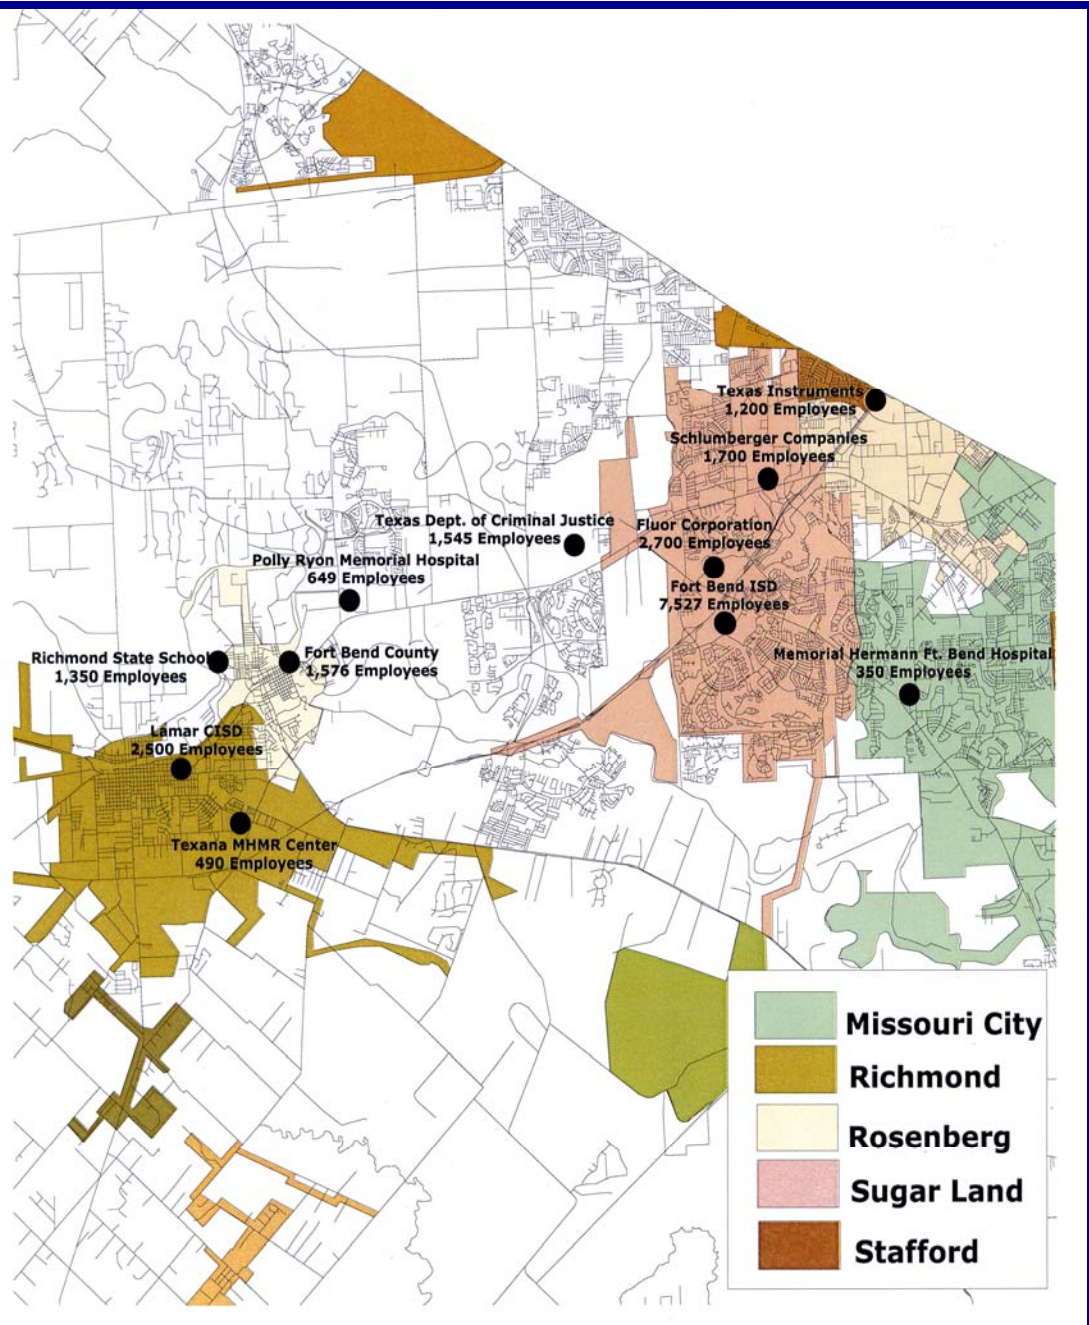 Texas Instruments
1,200 Employees
Schlumberger Companies
1,700 Employees
Texas Dept. of Criminal Justice
1,545 Employees
Fluor Corporation
2,700 Employees
Polly Ryon Memorial Hospital
649 Employees
Fort Bend ISD
7,527 Employees
Richmond State School
1,350 Employees
Fort Bend County
1,576 Employees
Memorial Hermann Ft. Bend Hospital
350 Employees
Lamar CISD
2,500 Employees
Texana MHMR Center
490 Employees
Missouri City
Richmond
Rosenberg
Sugar Land
Stafford